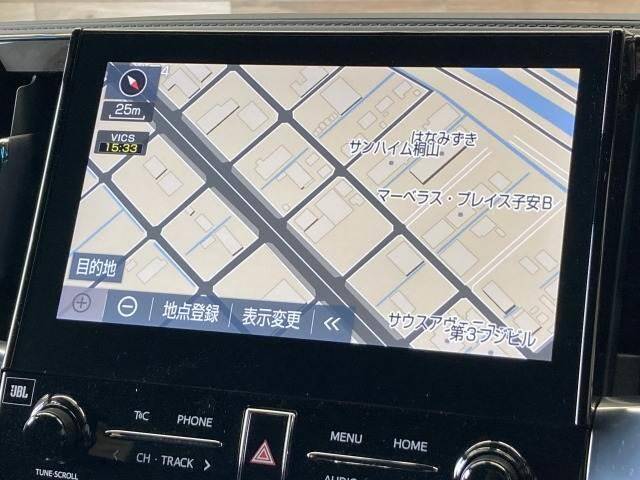 25m
VICS
15:33
はなみずき
サンハイム桐山
マーベラス・プレイス子安B
目的地
地点登録
表示変更
サウスアヴェニュー
第3フジビル
JBL
T&C
PHONE
MENU
HOME
CH・TRACK
AUDIO
TUNE・SCROLL